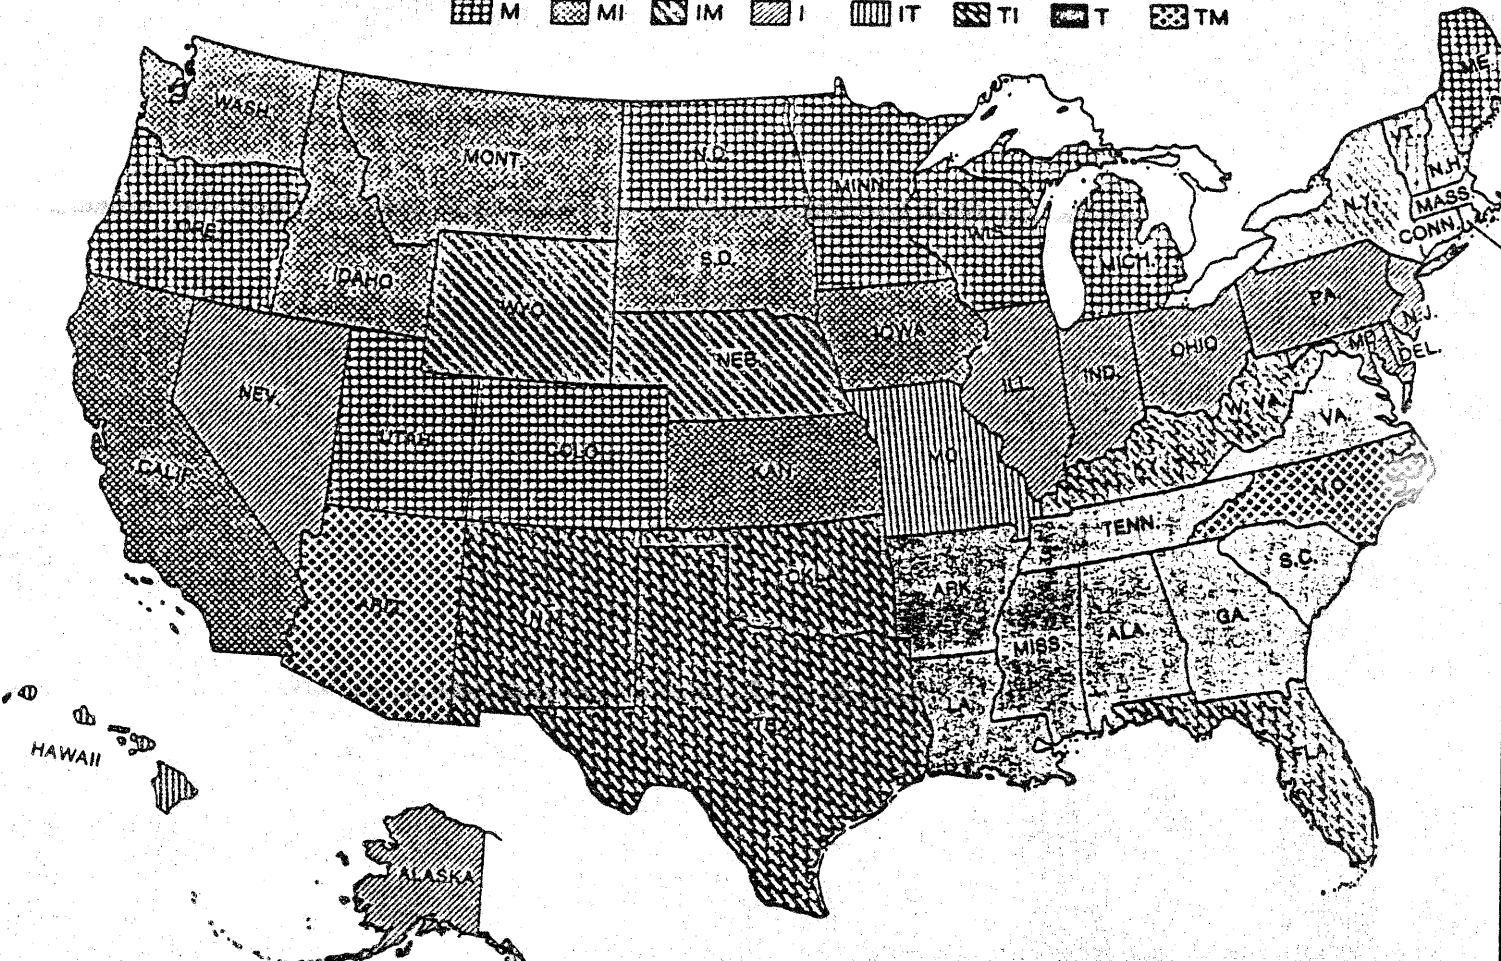 M MI IM I IT TI T TM
ME.
WASH.
MONT.
N.D.
MINN.
VT.
N.H.
MASS.
CONN.
N.Y.
ORE.
WIS.
MICH.
IDAHO
S.D.
WYO.
IOWA
PA.
N.J.
MD.
DEL.
OHIO
NEB.
ILL.
IND.
NEV.
W. VA.
VA.
UTAH
COLO.
CALIF.
KAN.
MO.
N.C.
TENN.
S.C.
ARIZ.
N.M.
OKL.
ARK.
GA.
ALA.
MISS.
LA.
FLA.
HAWAII
ALASKA